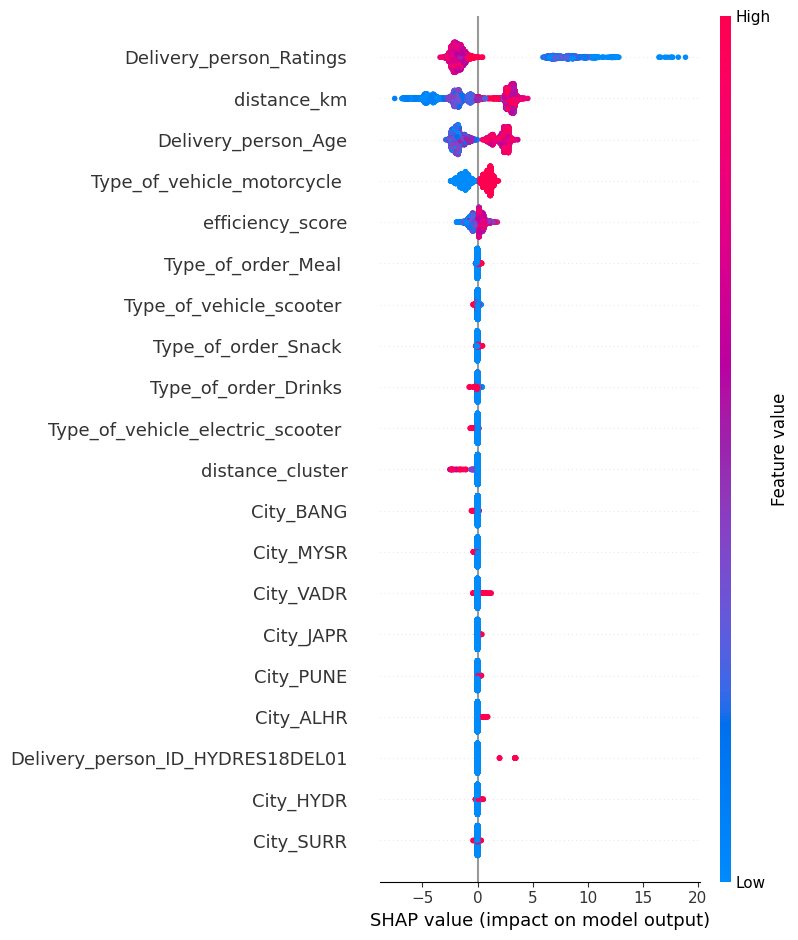 High
Delivery_person_Ratings
distance_km
Delivery_person_Age
Type_of_vehicle_motorcycle
efficiency_score
Type_of_order_Meal
Type_of_vehicle_scooter
Type_of_order_Snack
Type_of_order_Drinks
Type_of_vehicle_electric_scooter
distance_cluster
City_BANG
City_MYSR
City_VADR
City_JAPR
City_PUNE
City_ALHR
Delivery_person_ID_HYDRES18DEL01
City_HYDR
City_SURR
Feature value
Low
−5 0 5 10 15 20
SHAP value (impact on model output)